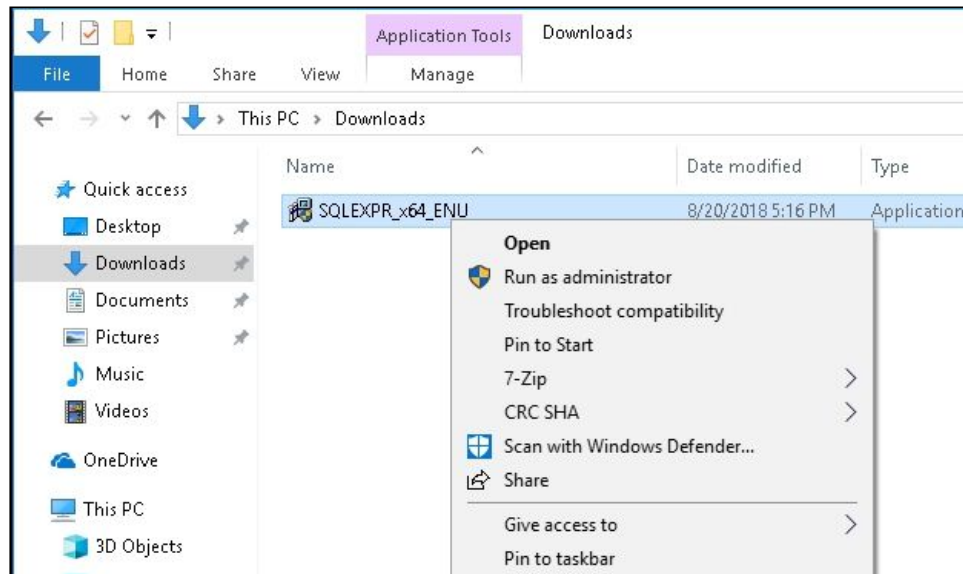 Application Tools Downloads
File Home Share View Manage
This PC Downloads
Name Date modified Type
Quick access
SQLEXPR_x64_ENU 8/20/2018 5:16 PM Application
Desktop
Open
Downloads
Run as administrator
Documents
Troubleshoot compatibility
Pictures
Pin to Start
Music
7-Zip
Videos
CRC SHA
Scan with Windows Defender...
OneDrive
Share
This PC
Give access to
3D Objects
Pin to taskbar